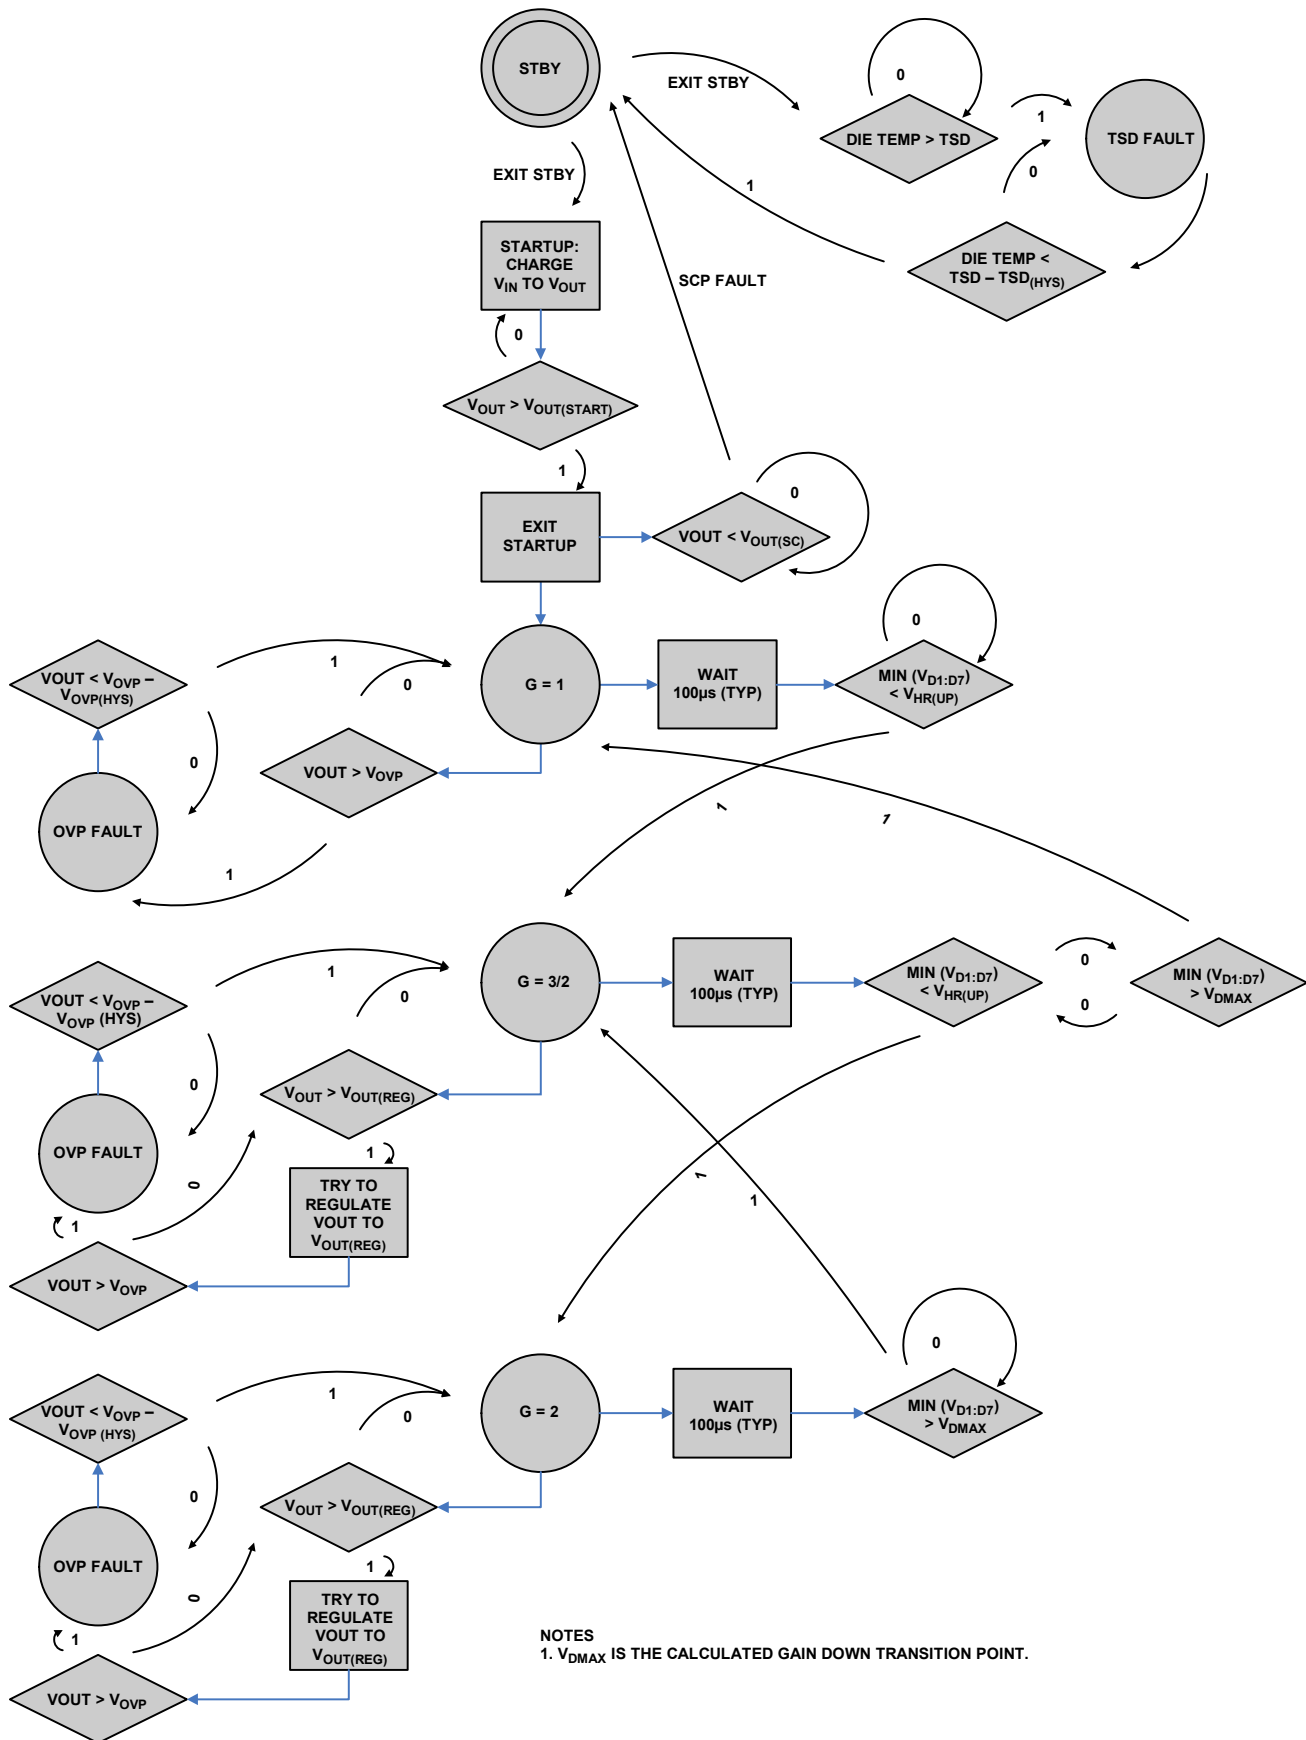 STBY
EXIT STBY
0
DIE TEMP > TSD
1
TSD FAULT
0
EXIT STBY
1
STARTUP:
CHARGE
VIN TO VOUT
DIE TEMP <
TSD – TSD(HYS)
SCP FAULT
0
VOUT > VOUT(START)
1
EXIT
STARTUP
VOUT < VOUT(SC)
0
0
VOUT < VOVP –
VOVP(HYS)
1
0
G = 1
WAIT
100µs (TYP)
MIN (VD1:D7)
< VHR(UP)
0
VOUT > VOVP
OVP FAULT
1
1
1
VOUT < VOVP –
VOVP (HYS)
1
0
G = 3/2
WAIT
100µs (TYP)
MIN (VD1:D7)
< VHR(UP)
0
0
MIN (VD1:D7)
> VDMAX
0
VOUT > VOUT(REG)
OVP FAULT
1
0
TRY TO
REGULATE
VOUT TO
VOUT(REG)
1
VOUT > VOVP
1
1
0
VOUT < VOVP –
VOVP (HYS)
1
0
G = 2
WAIT
100µs (TYP)
MIN (VD1:D7)
> VDMAX
0
VOUT > VOUT(REG)
OVP FAULT
1
0
TRY TO
REGULATE
VOUT TO
VOUT(REG)
1
VOUT > VOVP
NOTES
1. VDMAX IS THE CALCULATED GAIN DOWN TRANSITION POINT.